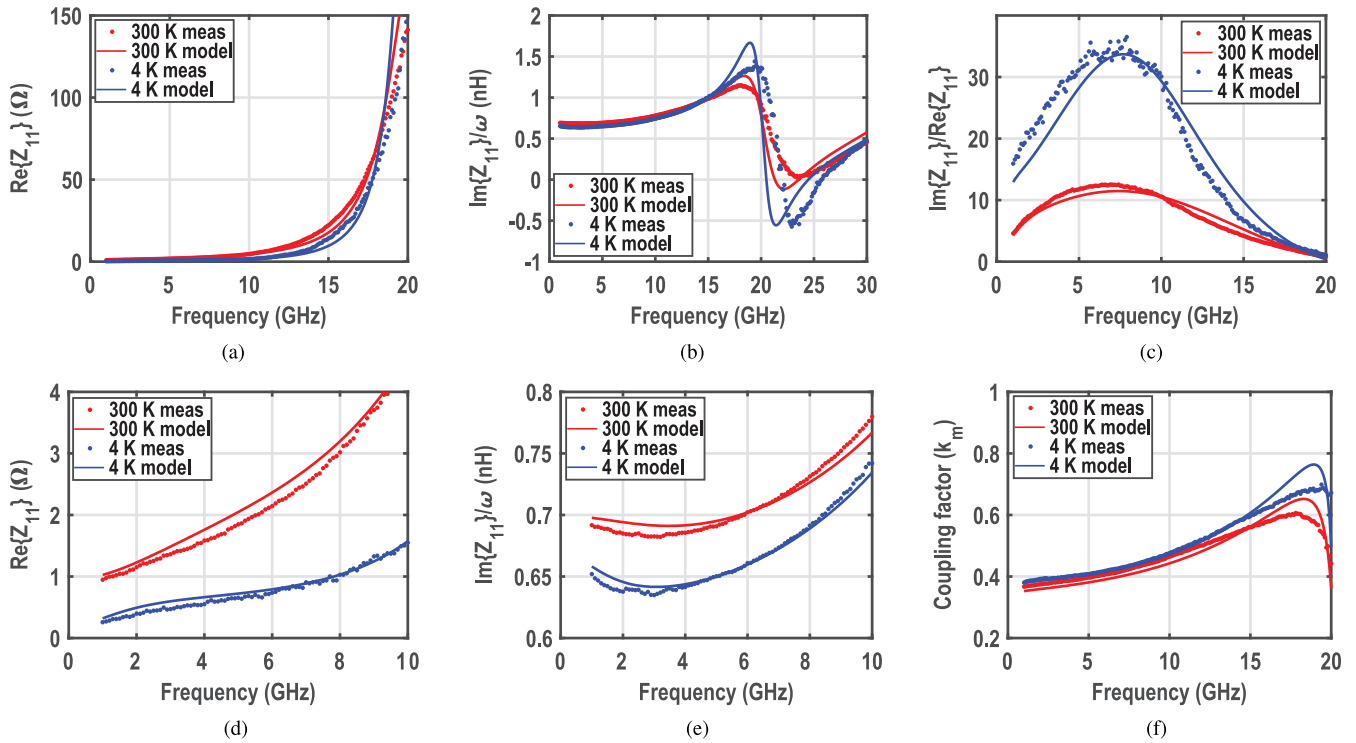 Re{Z₁₁} (Ω)
150
100
50
0
0
5
10
15
20
300 K meas
300 K model
4 K meas
4 K model
Frequency (GHz)
(a)
Im{Z₁₁}/ω (nH)
2
1.5
1
0.5
0
-0.5
-1
0
5
10
15
20
25
30
300 K meas
300 K model
4 K meas
4 K model
Frequency (GHz)
(b)
Im{Z₁₁}/Re{Z₁₁}
30
20
10
0
0
5
10
15
20
300 K meas
300 K model
4 K meas
4 K model
Frequency (GHz)
(c)
Re{Z₁₁} (Ω)
4
3
2
1
0
0
2
4
6
8
10
300 K meas
300 K model
4 K meas
4 K model
Frequency (GHz)
(d)
Im{Z₁₁}/ω (nH)
0.8
0.75
0.7
0.65
0.6
0
2
4
6
8
10
300 K meas
300 K model
4 K meas
4 K model
Frequency (GHz)
(e)
Coupling factor (kₘ)
1
0.8
0.6
0.4
0.2
0
5
10
15
20
300 K meas
300 K model
4 K meas
4 K model
Frequency (GHz)
(f)